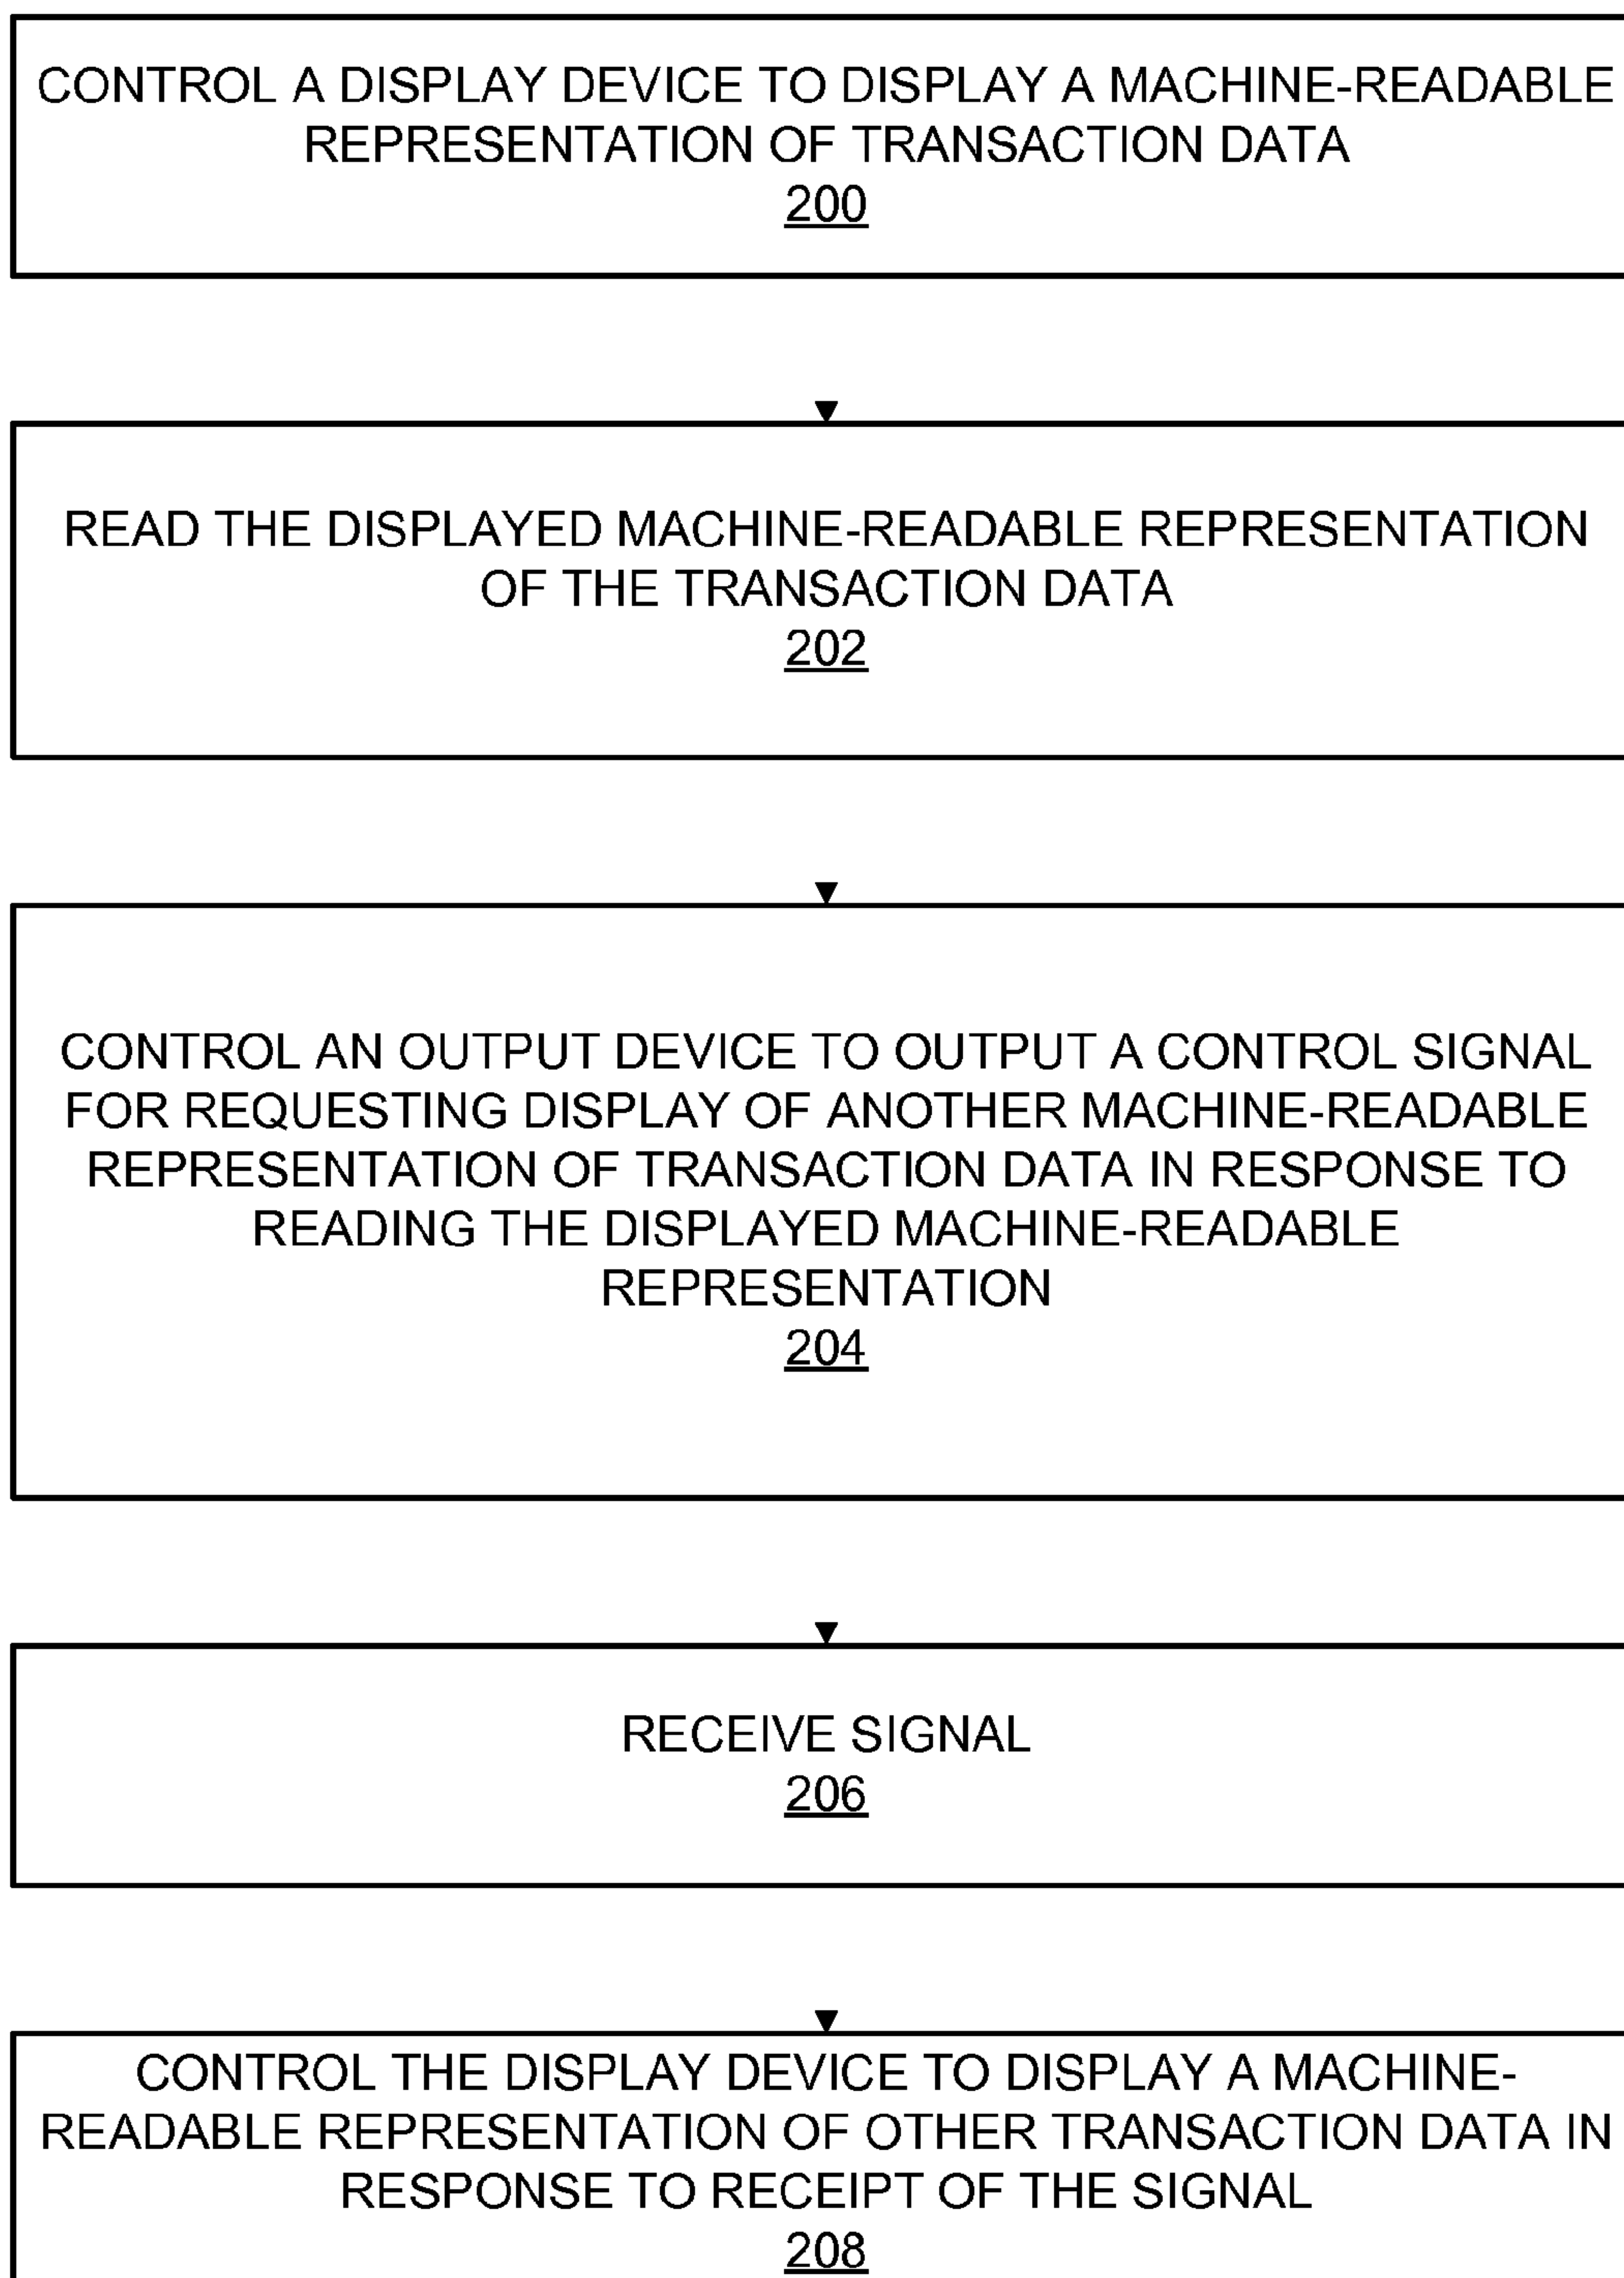 CONTROL A DISPLAY DEVICE TO DISPLAY A MACHINE-READABLE
REPRESENTATION OF TRANSACTION DATA
200
READ THE DISPLAYED MACHINE-READABLE REPRESENTATION
OF THE TRANSACTION DATA
202
CONTROL AN OUTPUT DEVICE TO OUTPUT A CONTROL SIGNAL
FOR REQUESTING DISPLAY OF ANOTHER MACHINE-READABLE
REPRESENTATION OF TRANSACTION DATA IN RESPONSE TO
READING THE DISPLAYED MACHINE-READABLE
REPRESENTATION
204
RECEIVE SIGNAL
206
CONTROL THE DISPLAY DEVICE TO DISPLAY A MACHINE-
READABLE REPRESENTATION OF OTHER TRANSACTION DATA IN
RESPONSE TO RECEIPT OF THE SIGNAL
208